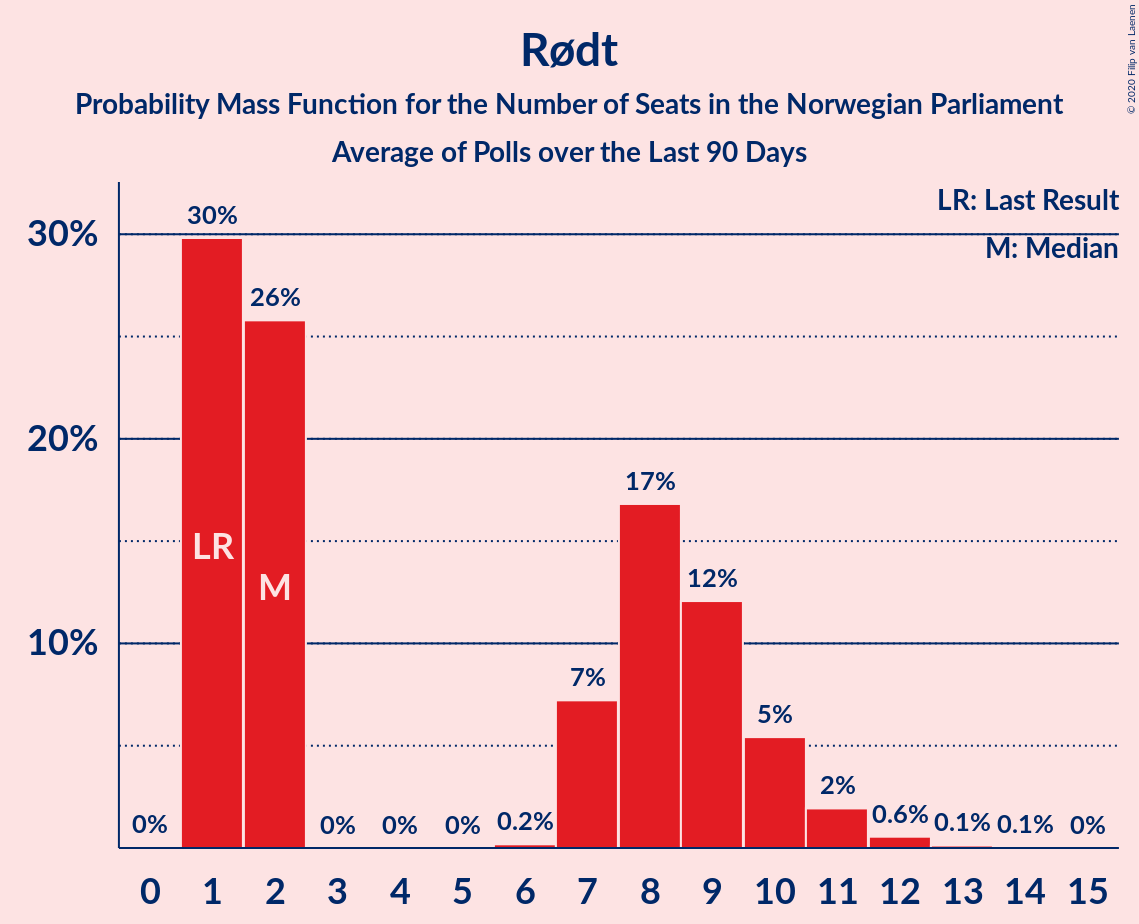 Rødt
Probability Mass Function for the Number of Seats in the Norwegian Parliament
Average of Polls over the Last 90 Days
© 2020 Filip van Laenen
LR: Last Result
M: Median
30%
20%
10%
0% 30% 26% 0% 0% 0% 0.2% 7% 17% 12% 5% 2% 0.6% 0.1% 0.1% 0%
LR
M
0 1 2 3 4 5 6 7 8 9 10 11 12 13 14 15